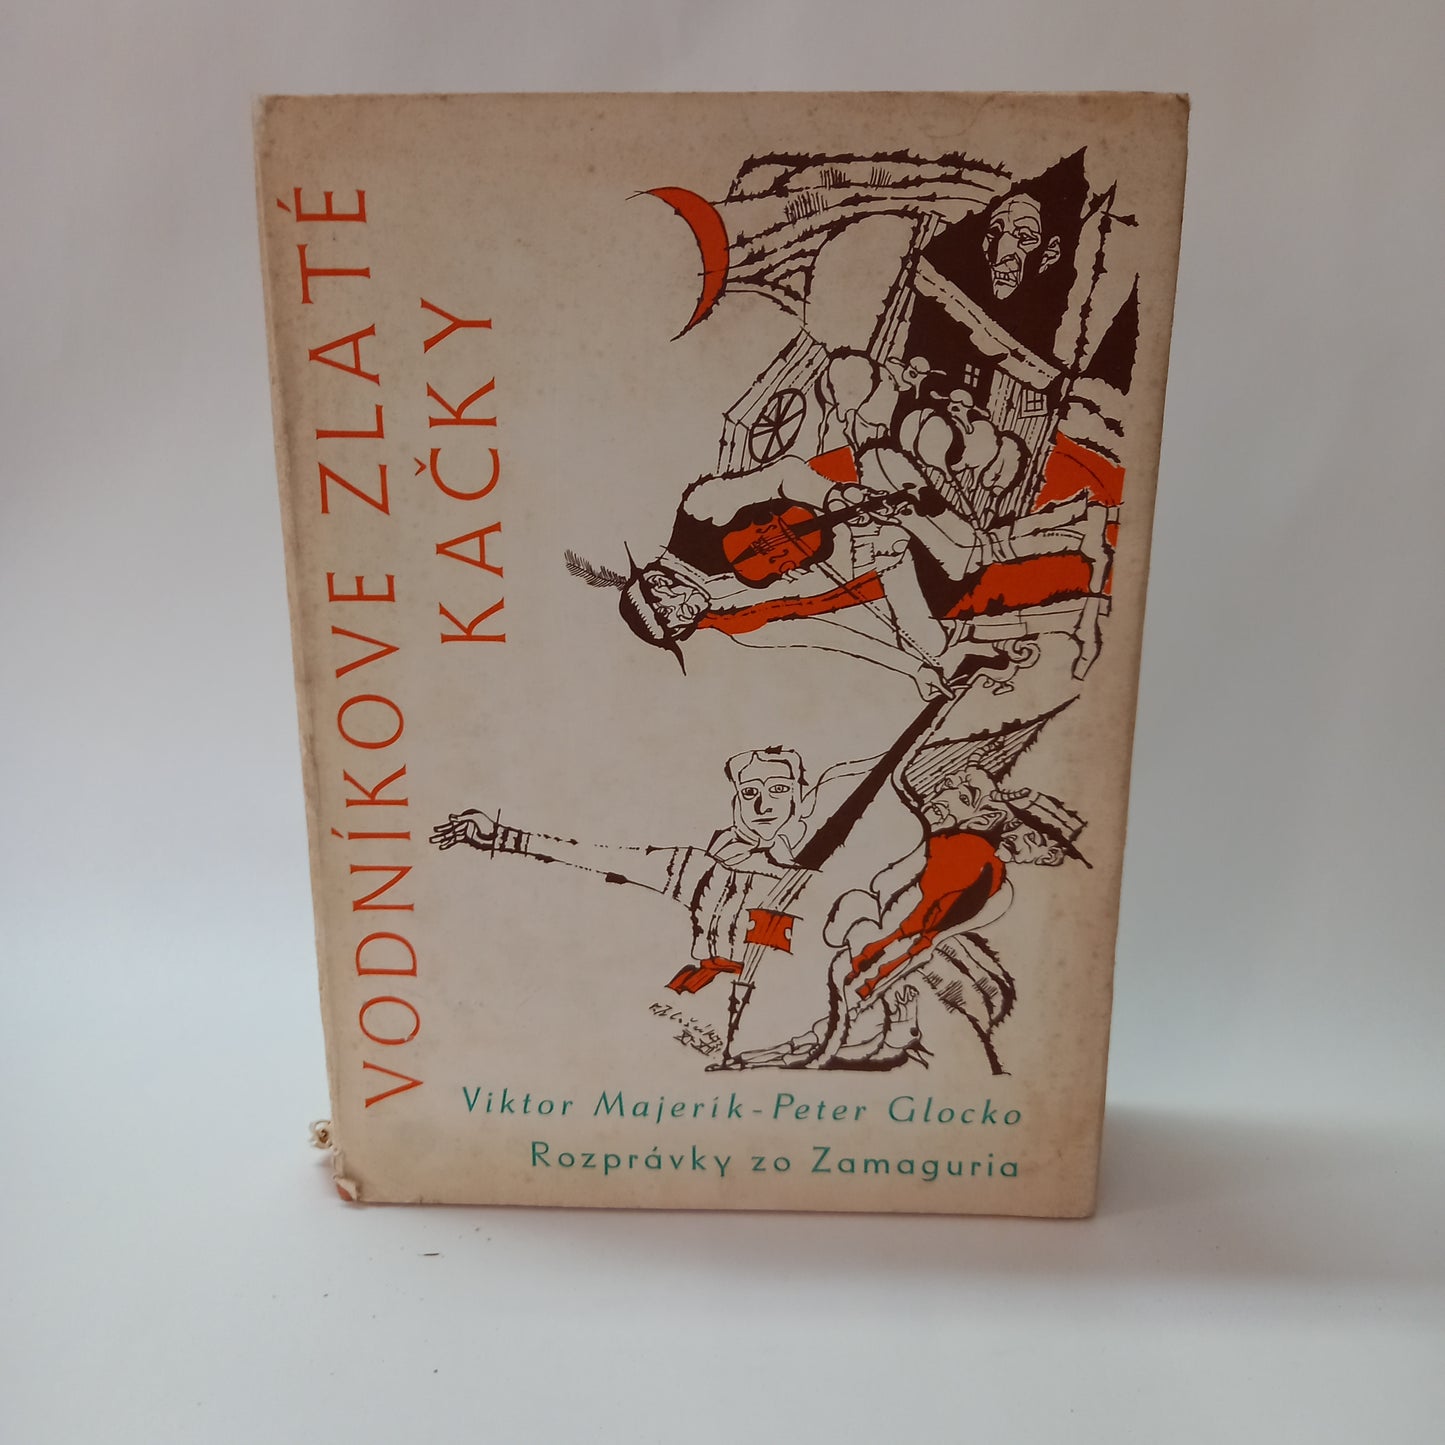 VODNÍKOVE ZLATÉ
KAČKY
Viktor Majerík - Peter Glocko
Rozprávky zo Zamaguria